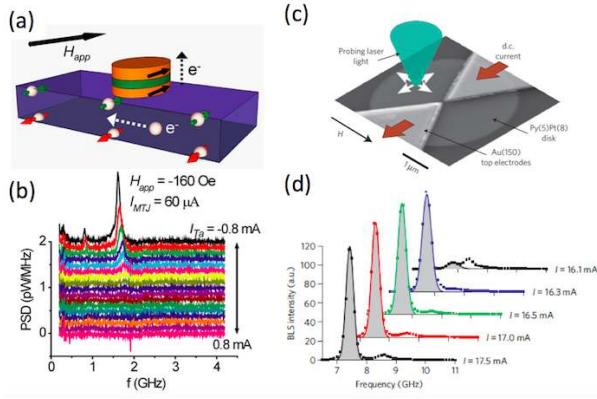 (a)
H_app
e⁻
e⁻
(b)
H_app = -160 Oe
I_MTJ = 60 μA
I_Ta = -0.8 mA
0.8 mA
PSD (pW/MHz)
2
1
0
0 1 2 3 4
f (GHz)
(c)
Probing laser
light
d.c.
current
H
1 μm
Py(5)Pt(8)
disk
Au(150)
top electrodes
(d)
BLS intensity (a.u.)
120
100
80
60
40
20
0
7 8 9 10 11
Frequency (GHz)
I = 16.1 mA
I = 16.3 mA
I = 16.5 mA
I = 17.0 mA
I = 17.5 mA